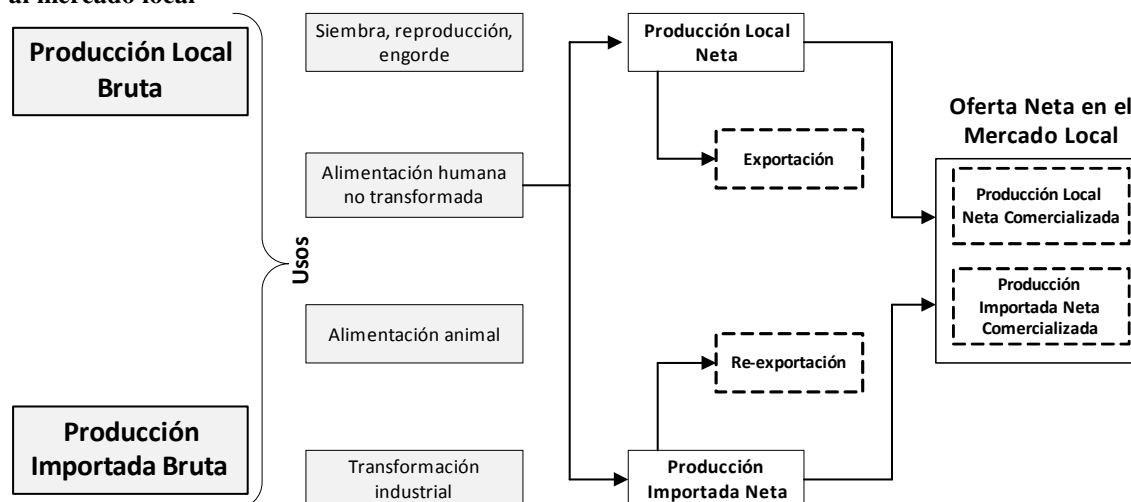 al mercado local
Producción Local
Bruta
Producción
Importada Bruta
Usos
Siembra, reproducción,
engorde
Alimentación humana
no transformada
Alimentación animal
Transformación
industrial
Producción Local
Neta
Exportación
Re-exportación
Producción
Importada Neta
Oferta Neta en el
Mercado Local
Producción Local
Neta Comercializada
Producción
Importada Neta
Comercializada